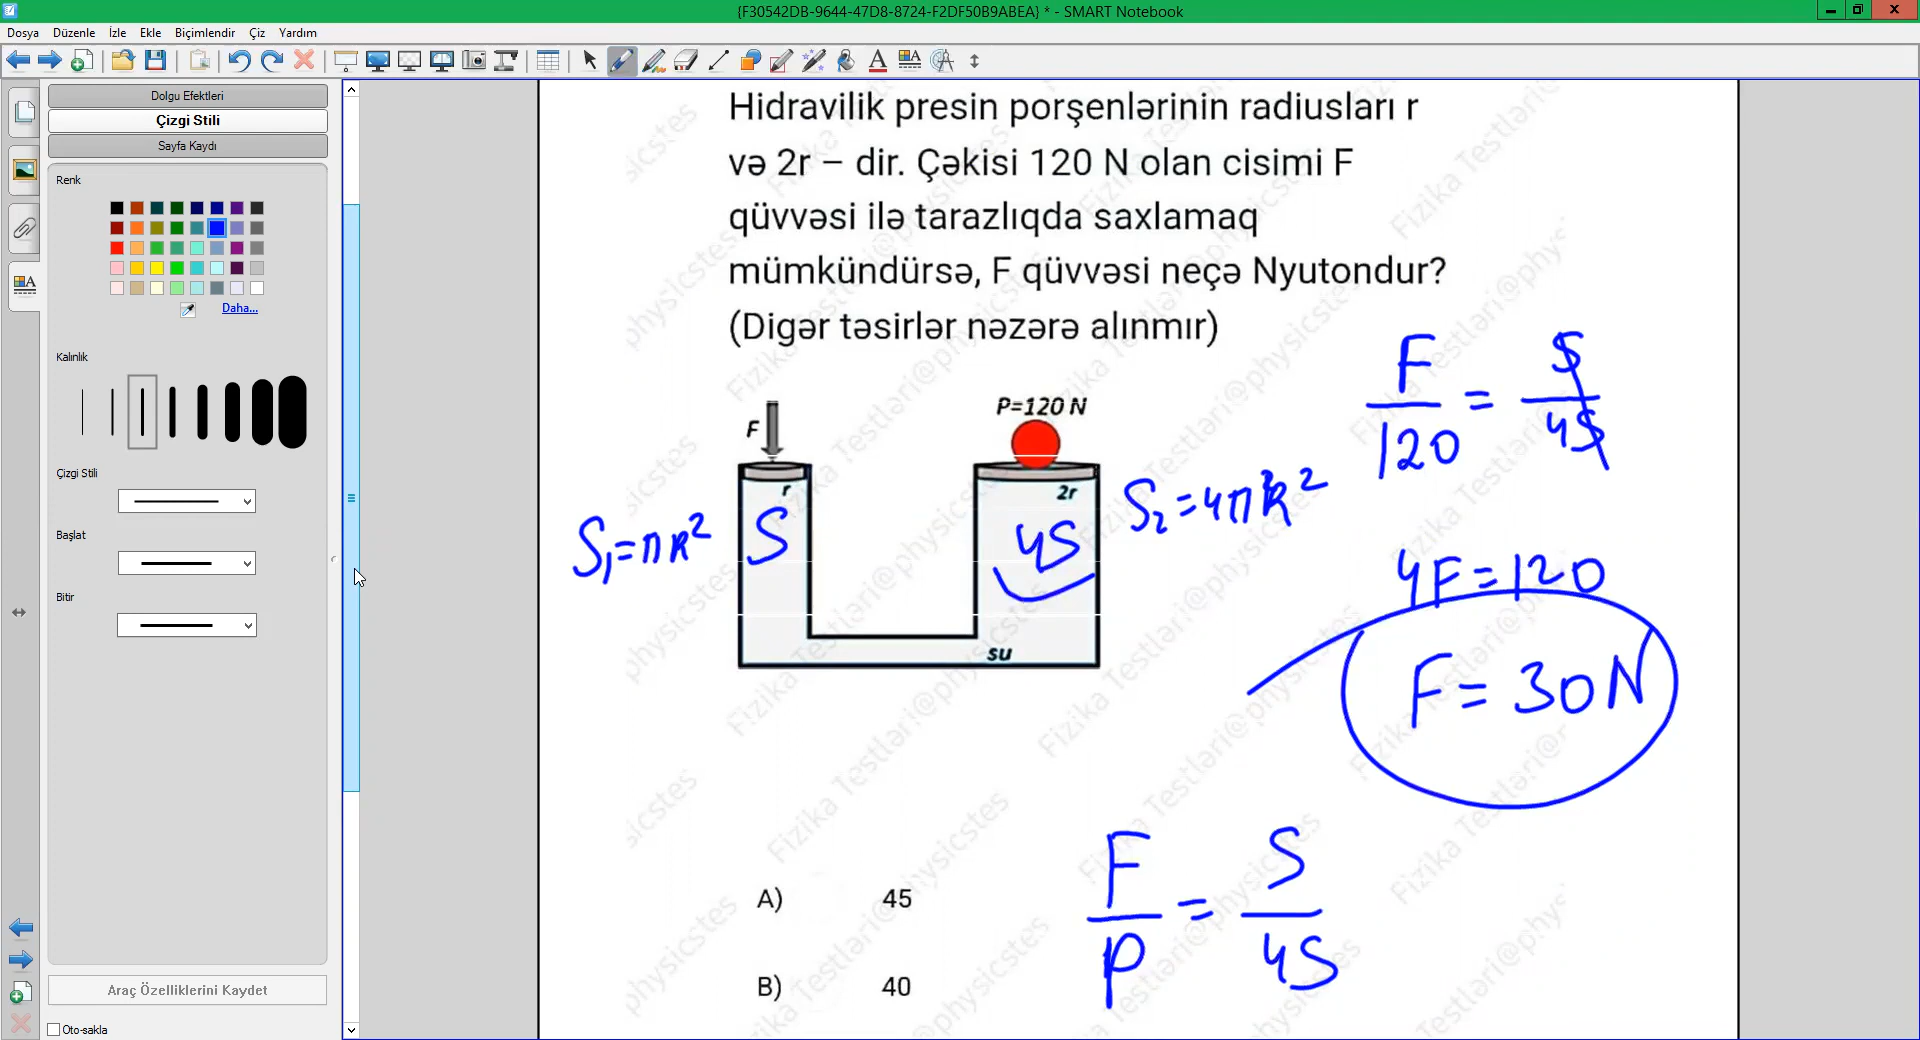 {F30542DB-9644-47D8-8724-F2DF50B9ABEA} * - SMART Notebook
Dosya Düzenle İzle Ekle Biçimlendir Çiz Yardım
Dolgu Efektleri
Çizgi Stili
Sayfa Kaydı
Renk
Daha...
Kalınlık
Çizgi Stili
Başlat
Bitir
Araç Özelliklerini Kaydet
Oto-sakla
Hidravilik presin porşenlərinin radiusları r
və 2r – dir. Çəkisi 120 N olan cisimi F
qüvvəsi ilə tarazlıqda saxlamaq
mümkündürsə, F qüvvəsi neçə Nyutondur?
(Digər təsirlər nəzərə alınmır)
F
P=120 N
r
2r
su
S₁=πR²
S
4S
S₂=4πR²
F/120 = S/4S
4F=120
F=30N
F/P = S/4S
A) 45
B) 40
Fizika Testləri@physicstes